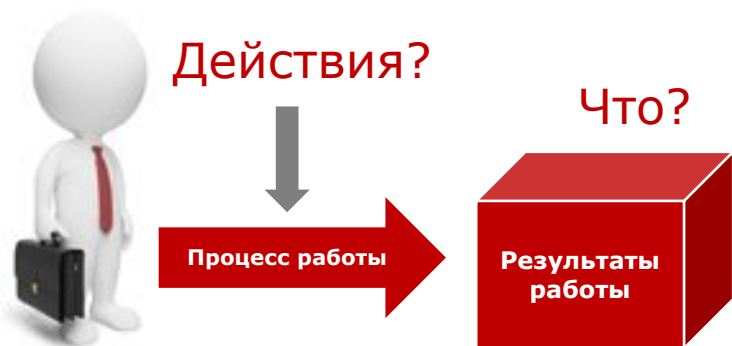 Действия?
Что?
Процесс работы
Результаты
работы